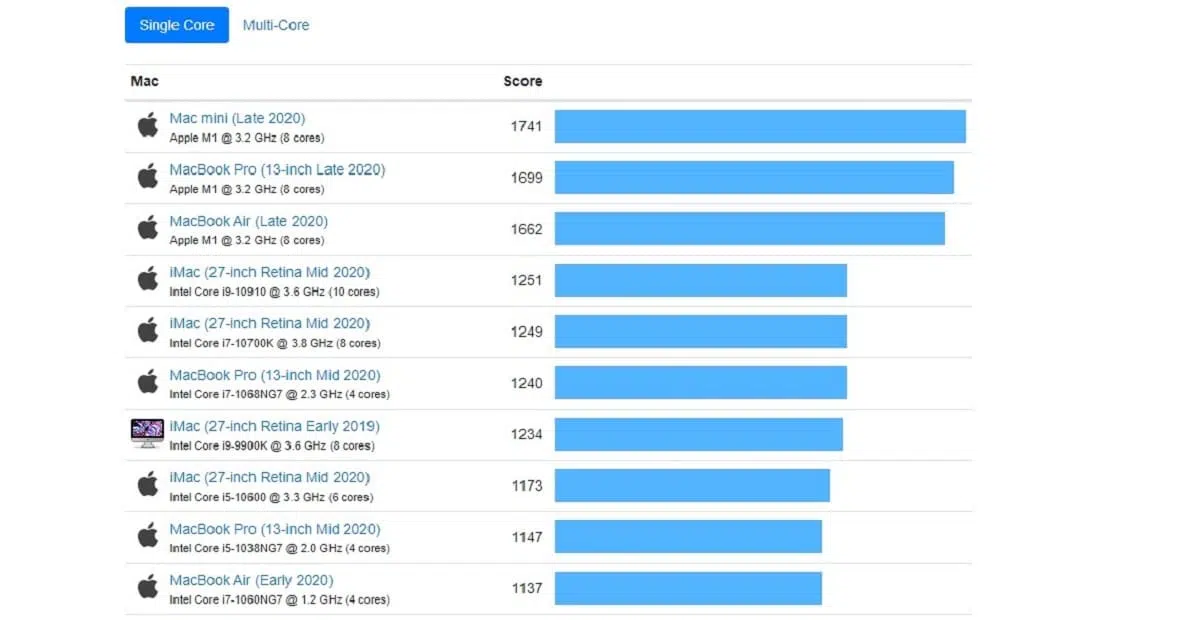 Single Core Multi-Core
Mac Score
Mac mini (Late 2020)
Apple M1 @ 3.2 GHz (8 cores)
1741
MacBook Pro (13-inch Late 2020)
Apple M1 @ 3.2 GHz (8 cores)
1699
MacBook Air (Late 2020)
Apple M1 @ 3.2 GHz (8 cores)
1662
iMac (27-inch Retina Mid 2020)
Intel Core i9-10910 @ 3.6 GHz (10 cores)
1251
iMac (27-inch Retina Mid 2020)
Intel Core i7-10700K @ 3.8 GHz (8 cores)
1249
MacBook Pro (13-inch Mid 2020)
Intel Core i7-1068NG7 @ 2.3 GHz (4 cores)
1240
iMac (27-inch Retina Early 2019)
Intel Core i9-9900K @ 3.6 GHz (8 cores)
1234
iMac (27-inch Retina Mid 2020)
Intel Core i5-10600 @ 3.3 GHz (6 cores)
1173
MacBook Pro (13-inch Mid 2020)
Intel Core i5-1038NG7 @ 2.0 GHz (4 cores)
1147
MacBook Air (Early 2020)
Intel Core i7-1060NG7 @ 1.2 GHz (4 cores)
1137